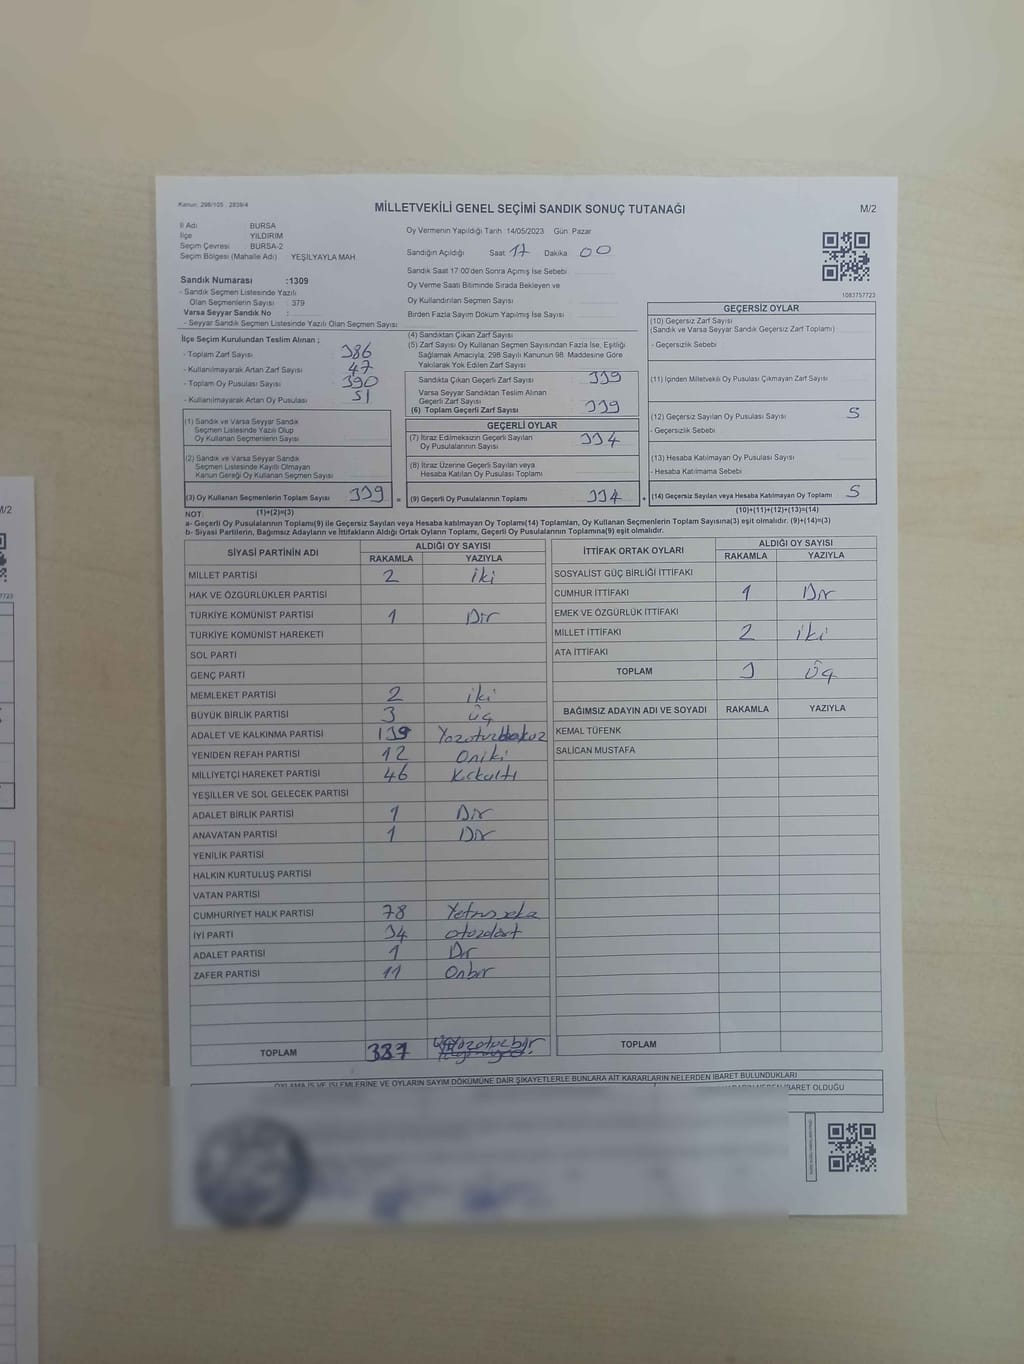 Kanun: 298/105 . 2839/4
MİLLETVEKİLİ GENEL SEÇİMİ SANDIK SONUÇ TUTANAĞI
M/2
İl Adı : BURSA
İlçe : YILDIRIM
Seçim Çevresi : BURSA-2
Seçim Bölgesi (Mahalle Adı) : YEŞİLYAYLA MAH.
Oy Vermenin Yapıldığı Tarih :14/05/2023 Gün: Pazar
Sandığın Açıldığı Saat 17 Dakika 00
Sandık Saat 17:00'den Sonra Açmış İse Sebebi
Oy Verme Saati Bitiminde Sırada Bekleyen ve
Oy Kullandırılan Seçmen Sayısı
Birden Fazla Sayım Döküm Yapılmış İse Sayısı
1083757723
Sandık Numarası :1309
- Sandık Seçmen Listesinde Yazılı
Olan Seçmenlerin Sayısı : 379
Varsa Seyyar Sandık No :
- Seyyar Sandık Seçmen Listesinde Yazılı Olan Seçmen Sayısı
İlçe Seçim Kurulundan Teslim Alınan ;
- Toplam Zarf Sayısı 386
- Kullanılmayarak Artan Zarf Sayısı 47
- Toplam Oy Pusulası Sayısı 390
- Kullanılmayarak Artan Oy Pusulası 51
(1) Sandık ve Varsa Seyyar Sandık
Seçmen Listesinde Yazılı Olup
Oy Kullanan Seçmenlerin Sayısı
(2) Sandık ve Varsa Seyyar Sandık
Seçmen Listesinde Kayıtlı Olmayan
Kanun Gereği Oy Kullanan Seçmen Sayısı
(3) Oy Kullanan Seçmenlerin Toplam Sayısı 339 =
(4) Sandıktan Çıkan Zarf Sayısı
(5) Zarf Sayısı Oy Kullanan Seçmen Sayısından Fazla İse, Eşitliği
Sağlamak Amacıyla; 298 Sayılı Kanunun 98. Maddesine Göre
Yakılarak Yok Edilen Zarf Sayısı
Sandıkta Çıkan Geçerli Zarf Sayısı 339
Varsa Seyyar Sandıktan Teslim Alınan
Geçerli Zarf Sayısı
(6) Toplam Geçerli Zarf Sayısı 339
GEÇERLİ OYLAR
(7) İtiraz Edilmeksizin Geçerli Sayılan
Oy Pusulalarının Sayısı 334
(8) İtiraz Üzerine Geçerli Sayılan veya
Hesaba Katılan Oy Pusulası Toplamı
(9) Geçerli Oy Pusulalarının Toplamı 334 +
GEÇERSİZ OYLAR
(10) Geçersiz Zarf Sayısı
(Sandık ve Varsa Seyyar Sandık Geçersiz Zarf Toplamı)
- Geçersizlik Sebebi :
(11) İçinden Milletvekili Oy Pusulası Çıkmayan Zarf Sayısı
(12) Geçersiz Sayılan Oy Pusulası Sayısı 5
- Geçersizlik Sebebi :
(13) Hesaba Katılmayan Oy Pusulası Sayısı
- Hesaba Katılmama Sebebi
(14) Geçersiz Sayılan veya Hesaba Katılmayan Oy Toplamı 5
NOT: (1)+(2)=(3) (10)+(11)+(12)+(13)=(14)
a- Geçerli Oy Pusulalarının Toplamı(9) ile Geçersiz Sayılan veya Hesaba katılmayan Oy Toplamı(14) Toplamları, Oy Kullanan Seçmenlerin Toplam Sayısına(3) eşit olmalıdır. (9)+(14)=(3)
b- Siyasi Partilerin, Bağımsız Adayların ve İttifakların Aldığı Ortak Oyların Toplamı, Geçerli Oy Pusulalarının Toplamına(9) eşit olmalıdır.
SİYASİ PARTİNİN ADI ALDIĞI OY SAYISI
RAKAMLA YAZIYLA
MİLLET PARTİSİ 2 iki
HAK VE ÖZGÜRLÜKLER PARTİSİ
TÜRKİYE KOMÜNİST PARTİSİ 1 Bir
TÜRKİYE KOMÜNİST HAREKETİ
SOL PARTİ
GENÇ PARTİ
MEMLEKET PARTİSİ 2 iki
BÜYÜK BİRLİK PARTİSİ 3 üç
ADALET VE KALKINMA PARTİSİ 139
YENİDEN REFAH PARTİSİ 12 Oniki
MİLLİYETÇİ HAREKET PARTİSİ 46 Kırkaltı
YEŞİLLER VE SOL GELECEK PARTİSİ
ADALET BİRLİK PARTİSİ 1 Bir
ANAVATAN PARTİSİ 1 Bir
YENİLİK PARTİSİ
HALKIN KURTULUŞ PARTİSİ
VATAN PARTİSİ
CUMHURİYET HALK PARTİSİ 78
İYİ PARTİ 34 otuzdört
ADALET PARTİSİ 1 Bir
ZAFER PARTİSİ 11 Onbir
TOPLAM
İTTİFAK ORTAK OYLARI ALDIĞI OY SAYISI
RAKAMLA YAZIYLA
SOSYALİST GÜÇ BİRLİĞİ İTTİFAKI
CUMHUR İTTİFAKI 1 Bir
EMEK VE ÖZGÜRLÜK İTTİFAKI
MİLLET İTTİFAKI 2 iki
ATA İTTİFAKI
TOPLAM 3 üç
BAĞIMSIZ ADAYIN ADI VE SOYADI RAKAMLA YAZIYLA
KEMAL TÜFENK
SALİCAN MUSTAFA
TOPLAM
OYLAMA İŞ VE İŞLEMLERİNE VE OYLARIN SAYIM DÖKÜMÜNE DAİR ŞİKAYETLERLE BUNLARA AİT KARARLARIN NELERDEN İBARET BULUNDUKLARI
İBARET OLDUĞU
M/2